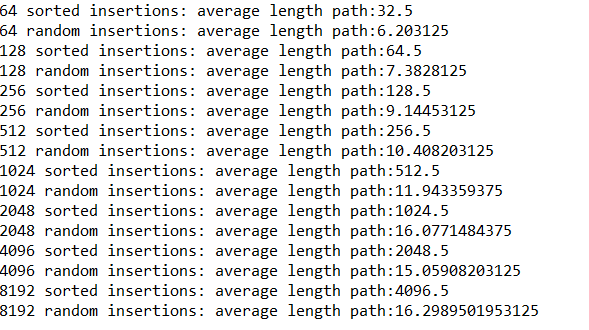 64 sorted insertions: average length path:32.5
64 random insertions: average length path:6.203125
128 sorted insertions: average length path:64.5
128 random insertions: average length path:7.3828125
256 sorted insertions: average length path:128.5
256 random insertions: average length path:9.14453125
512 sorted insertions: average length path:256.5
512 random insertions: average length path:10.408203125
1024 sorted insertions: average length path:512.5
1024 random insertions: average length path:11.943359375
2048 sorted insertions: average length path:1024.5
2048 random insertions: average length path:16.0771484375
4096 sorted insertions: average length path:2048.5
4096 random insertions: average length path:15.05908203125
8192 sorted insertions: average length path:4096.5
8192 random insertions: average length path:16.2989501953125